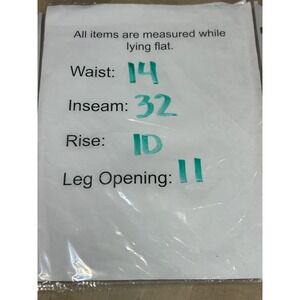 All items are measured while
lying flat.
Waist: 14
Inseam: 32
Rise: 10
Leg Opening: 11